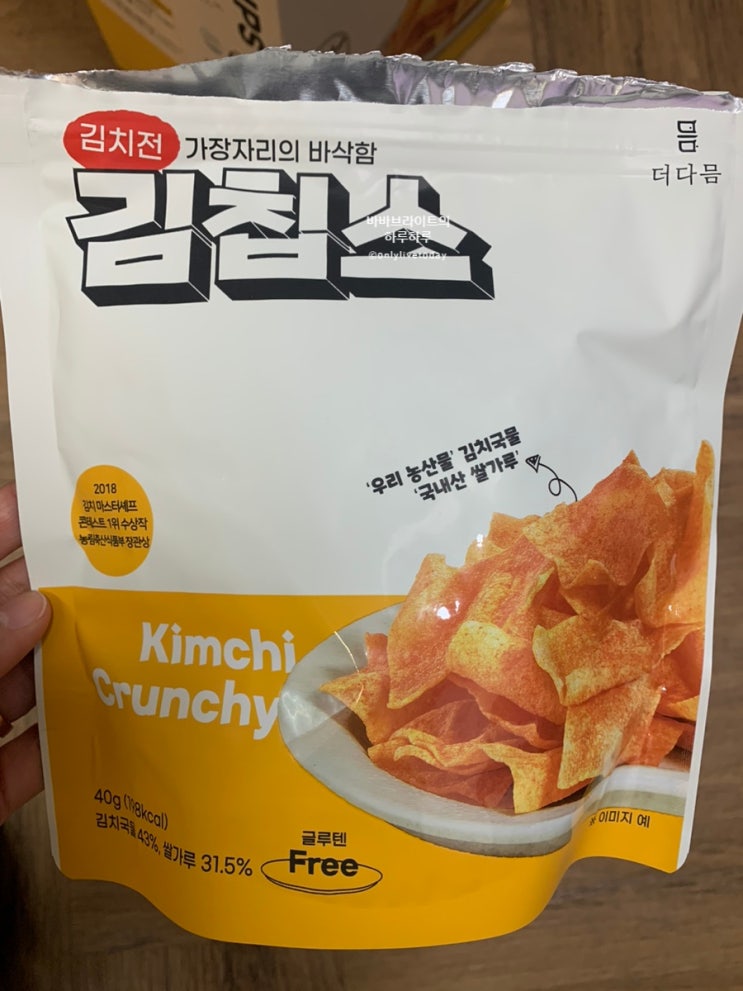 김치전 가장자리의 바삭함
김칩스
믐
더다믐
바바브라이트의
하루하루
©onlylivetoday
'우리 농산물' 김치국물
'국내산 쌀가루'
2018
김치 마스터셰프
콘테스트 1위 수상작
농림축산식품부 장관상
Kimchi
Crunchy
40g (198kcal)
김치국물 43%, 쌀가루 31.5%
글루텐
Free
※ 이미지 예